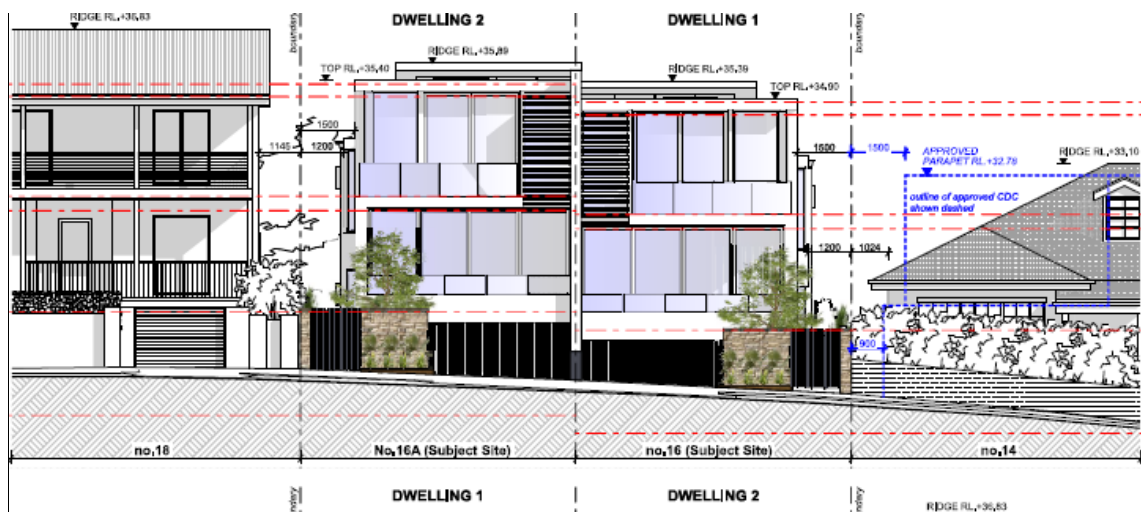 DWELLING 2
DWELLING 1
RIDGE RL.+36,83
boundary
boundary
RIDGE RL.+35,89
TOP RL.+35,40
RIDGE RL.+35,39
TOP RL.+34,90
1500
1145
1200
1500
1500
APPROVED
PARAPET RL.+32.78
RIDGE RL.+33,10
outline of approved CDC
shown dashed
1200
1024
900
no.18
No.16A (Subject Site)
no.16 (Subject Site)
no.14
DWELLING 1
DWELLING 2
ndary
ndary
RIDGE RL.+36,83